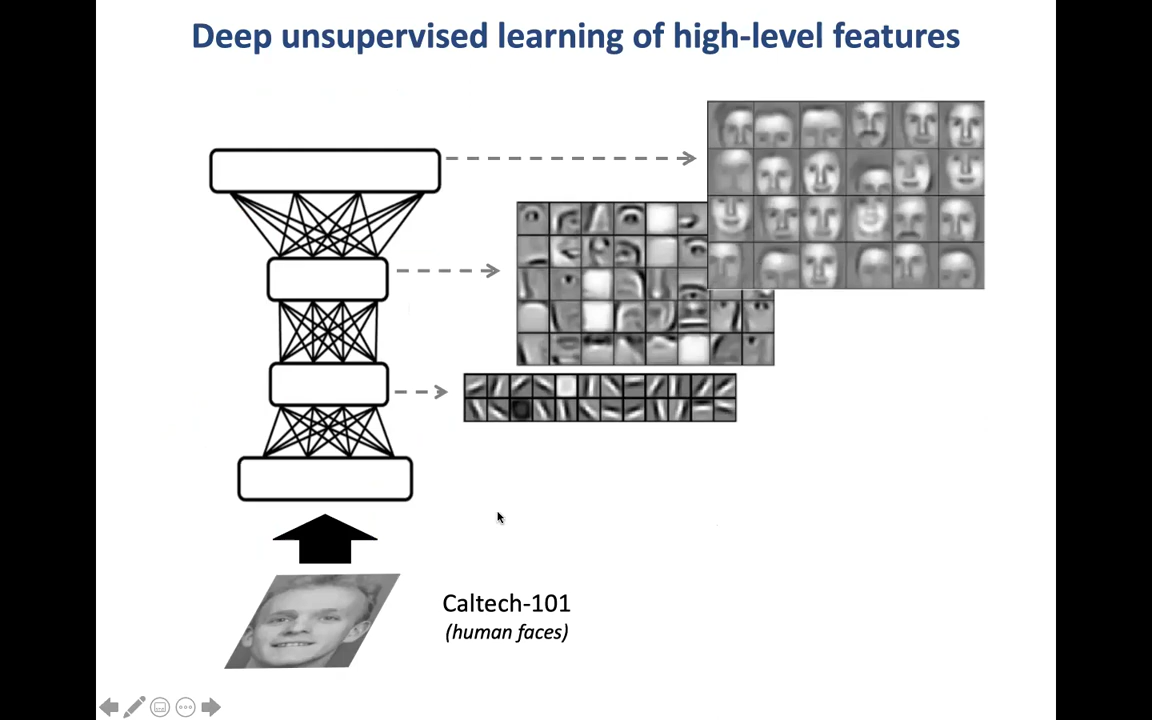 Deep unsupervised learning of high-level features
Caltech-101
(human faces)